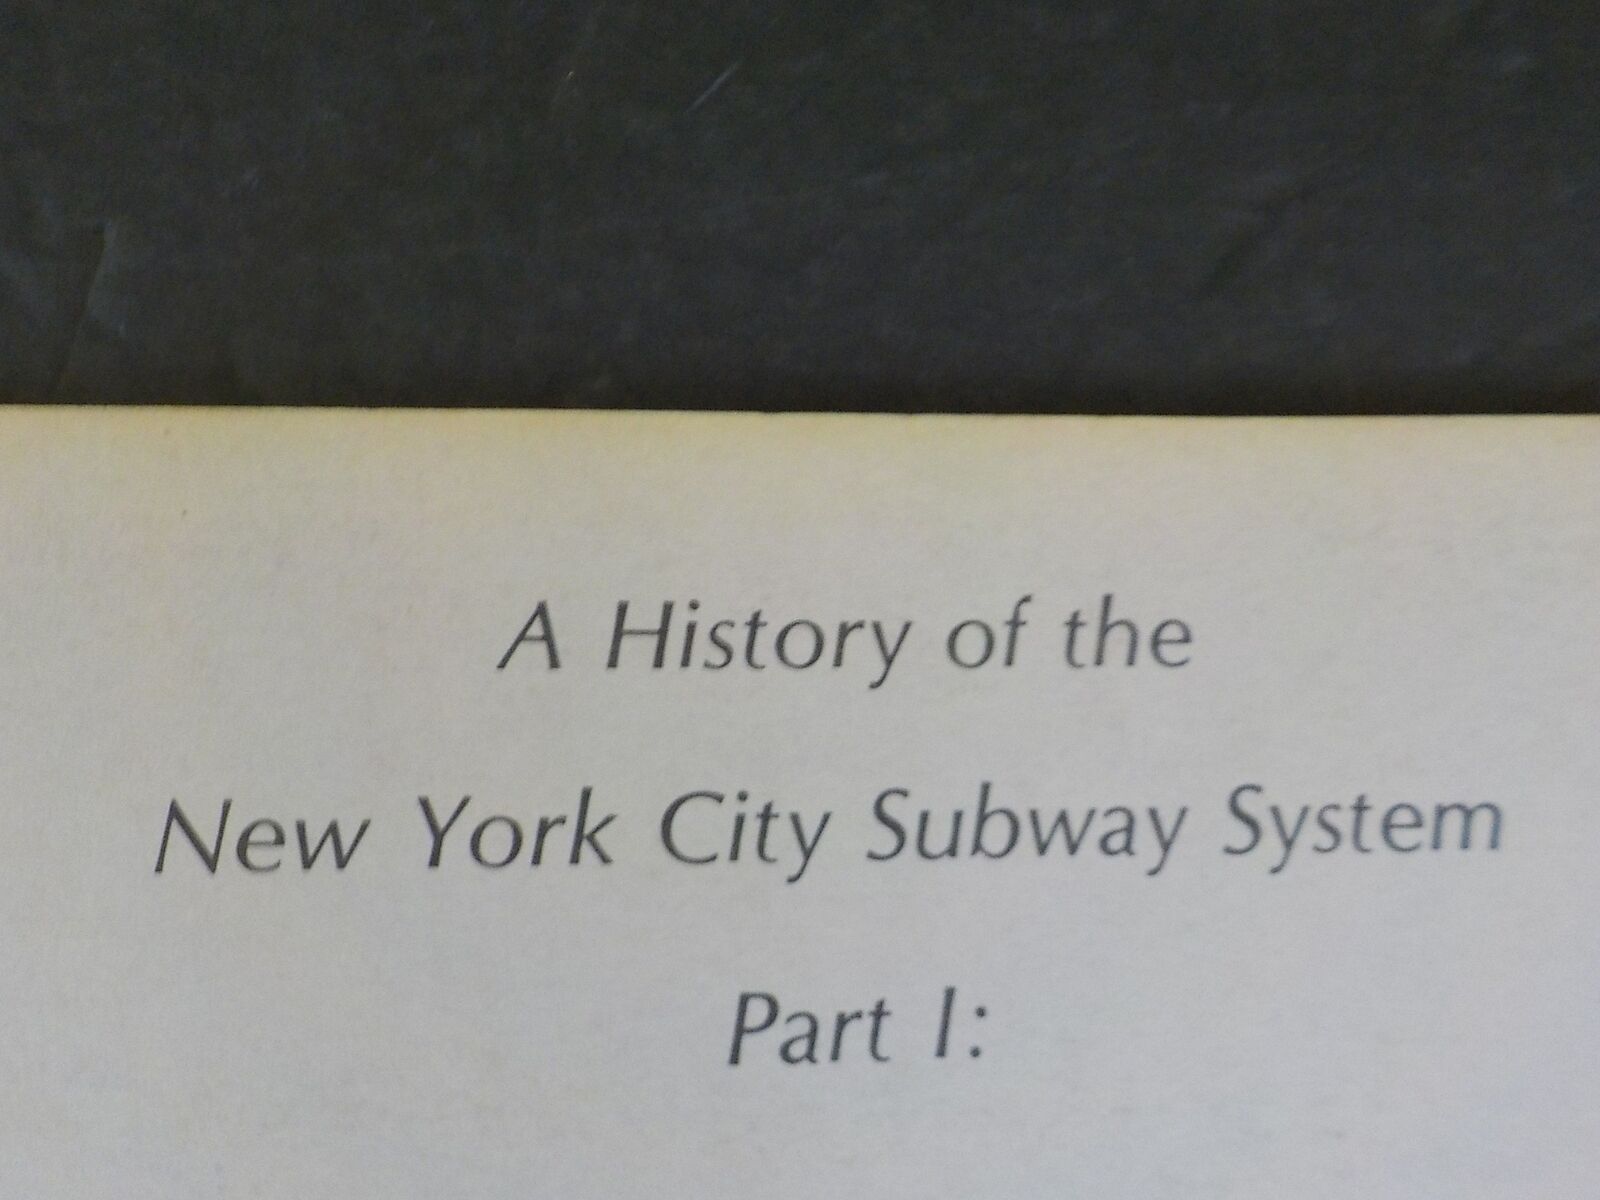 A History of the
New York City Subway System
Part I: